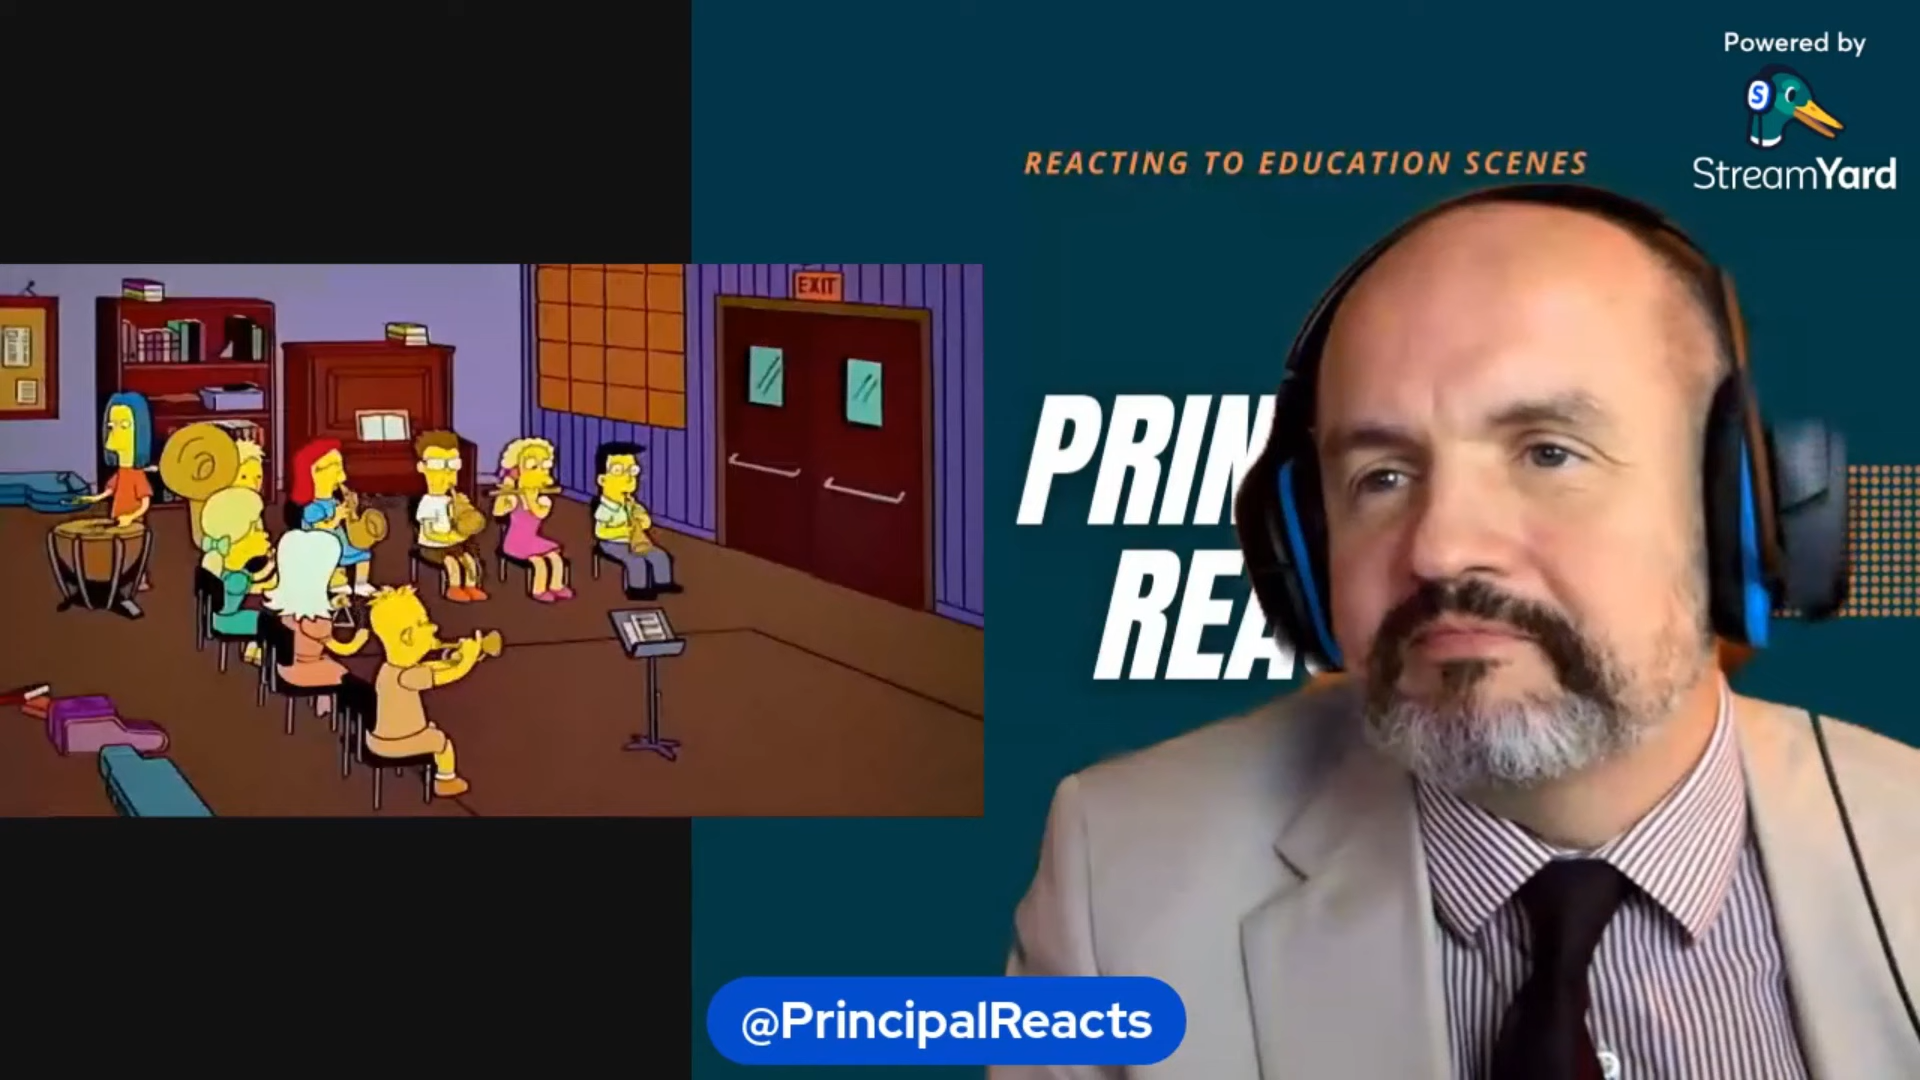 Powered by
StreamYard
REACTING TO EDUCATION SCENES
EXIT
PRIN
REA
@PrincipalReacts